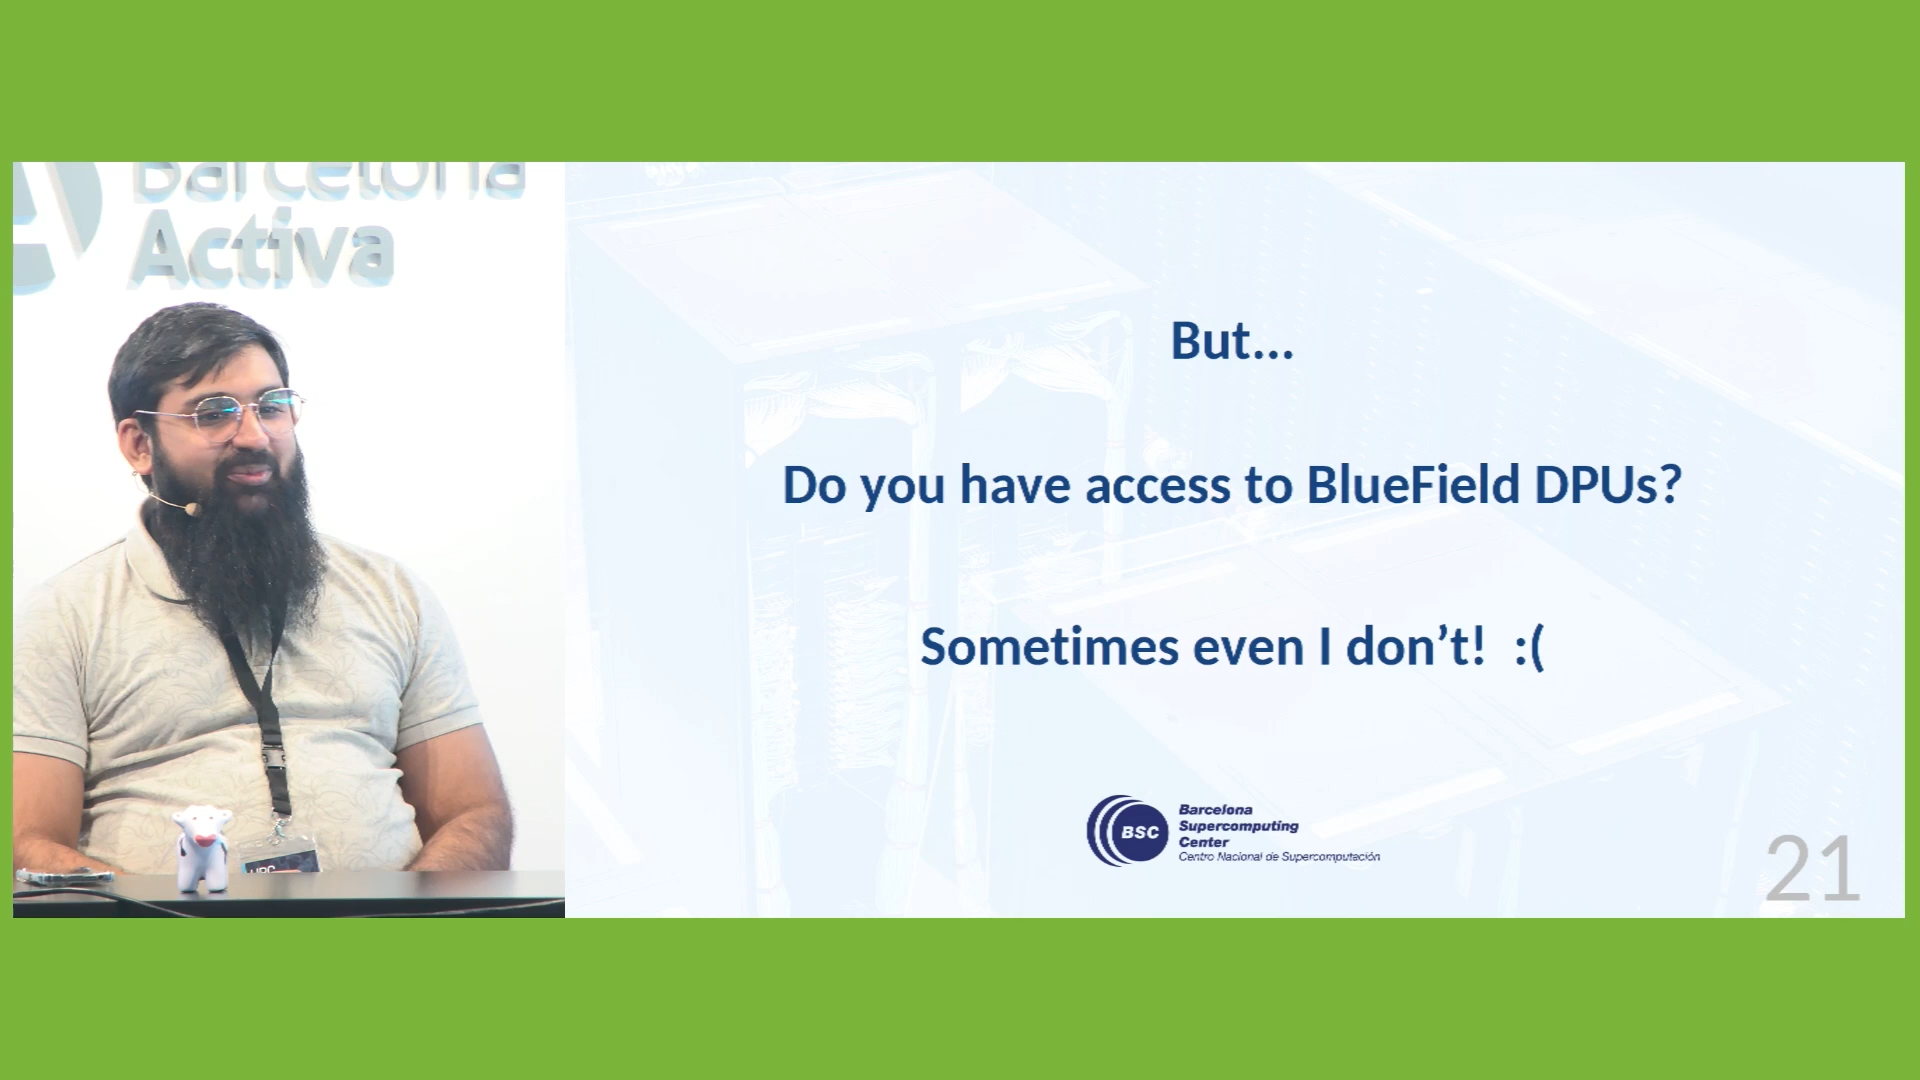 Barcelona
Activa
But...
Do you have access to BlueField DPUs?
Sometimes even I don’t!  :(
BSC
Barcelona
Supercomputing
Center
Centro Nacional de Supercomputación
21